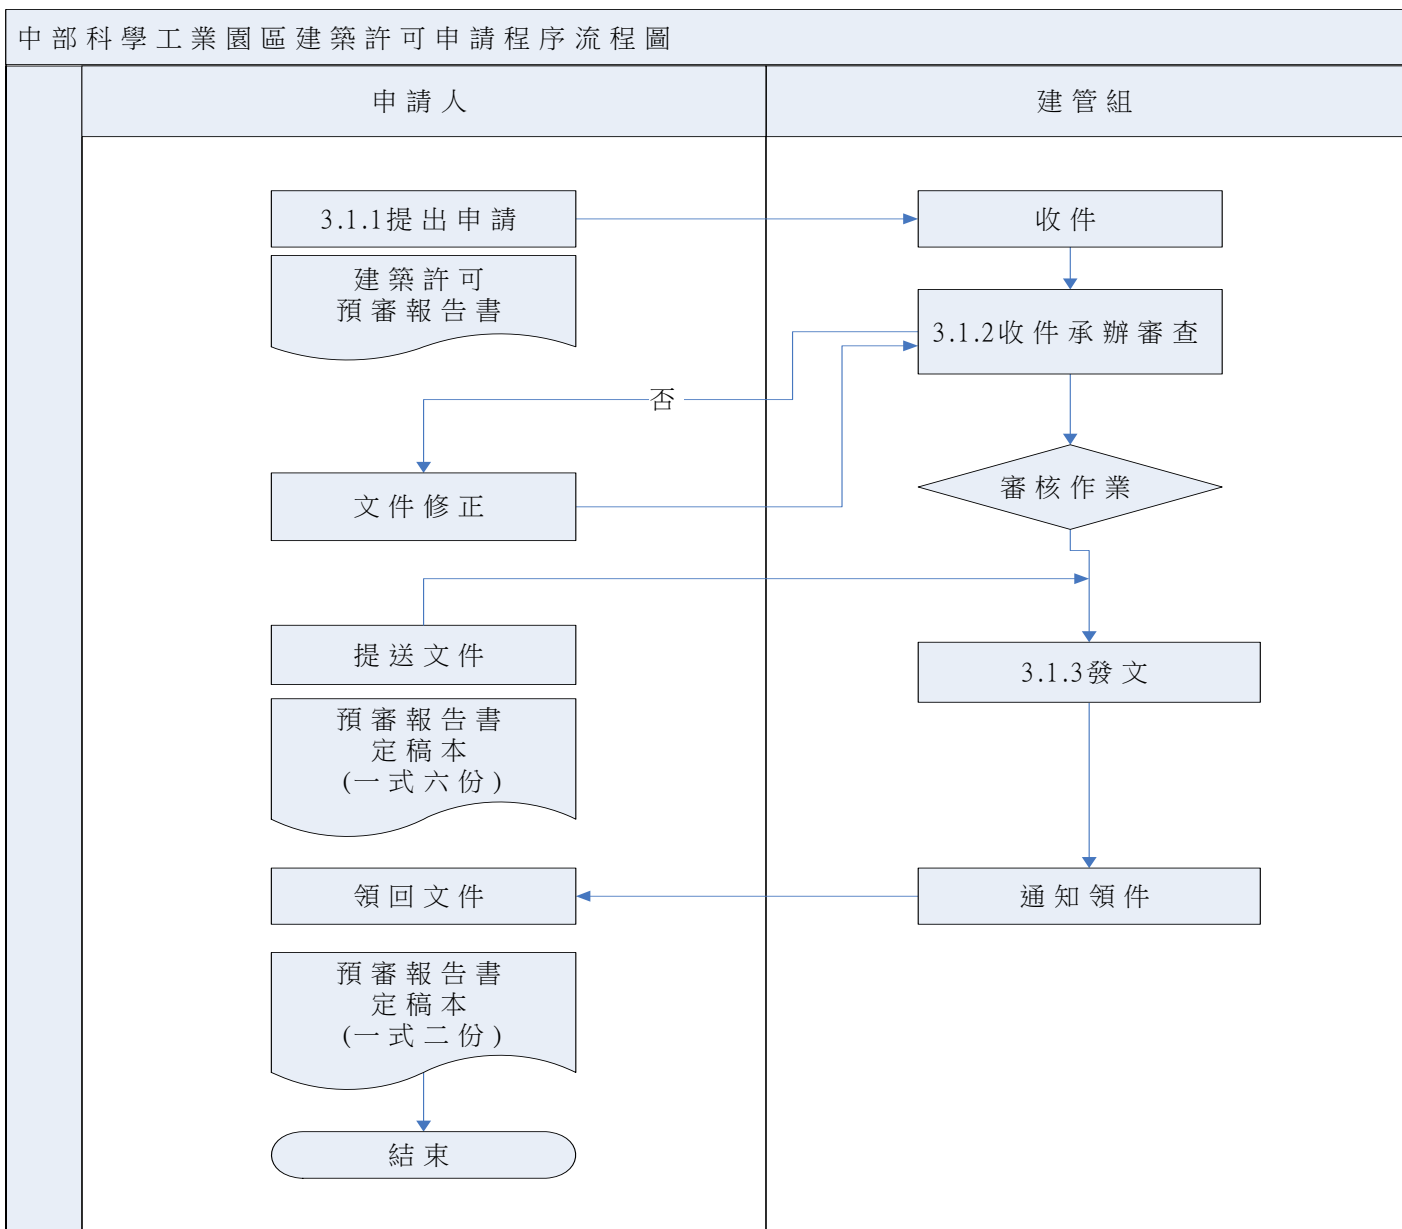 中部科學工業園區建築許可申請程序流程圖
申請人
建管組
3.1.1提出申請
收件
建築許可
預審報告書
3.1.2收件承辦審查
否
文件修正
審核作業
提送文件
3.1.3發文
預審報告書
定稿本
(一式六份)
領回文件
通知領件
預審報告書
定稿本
(一式二份)
結束